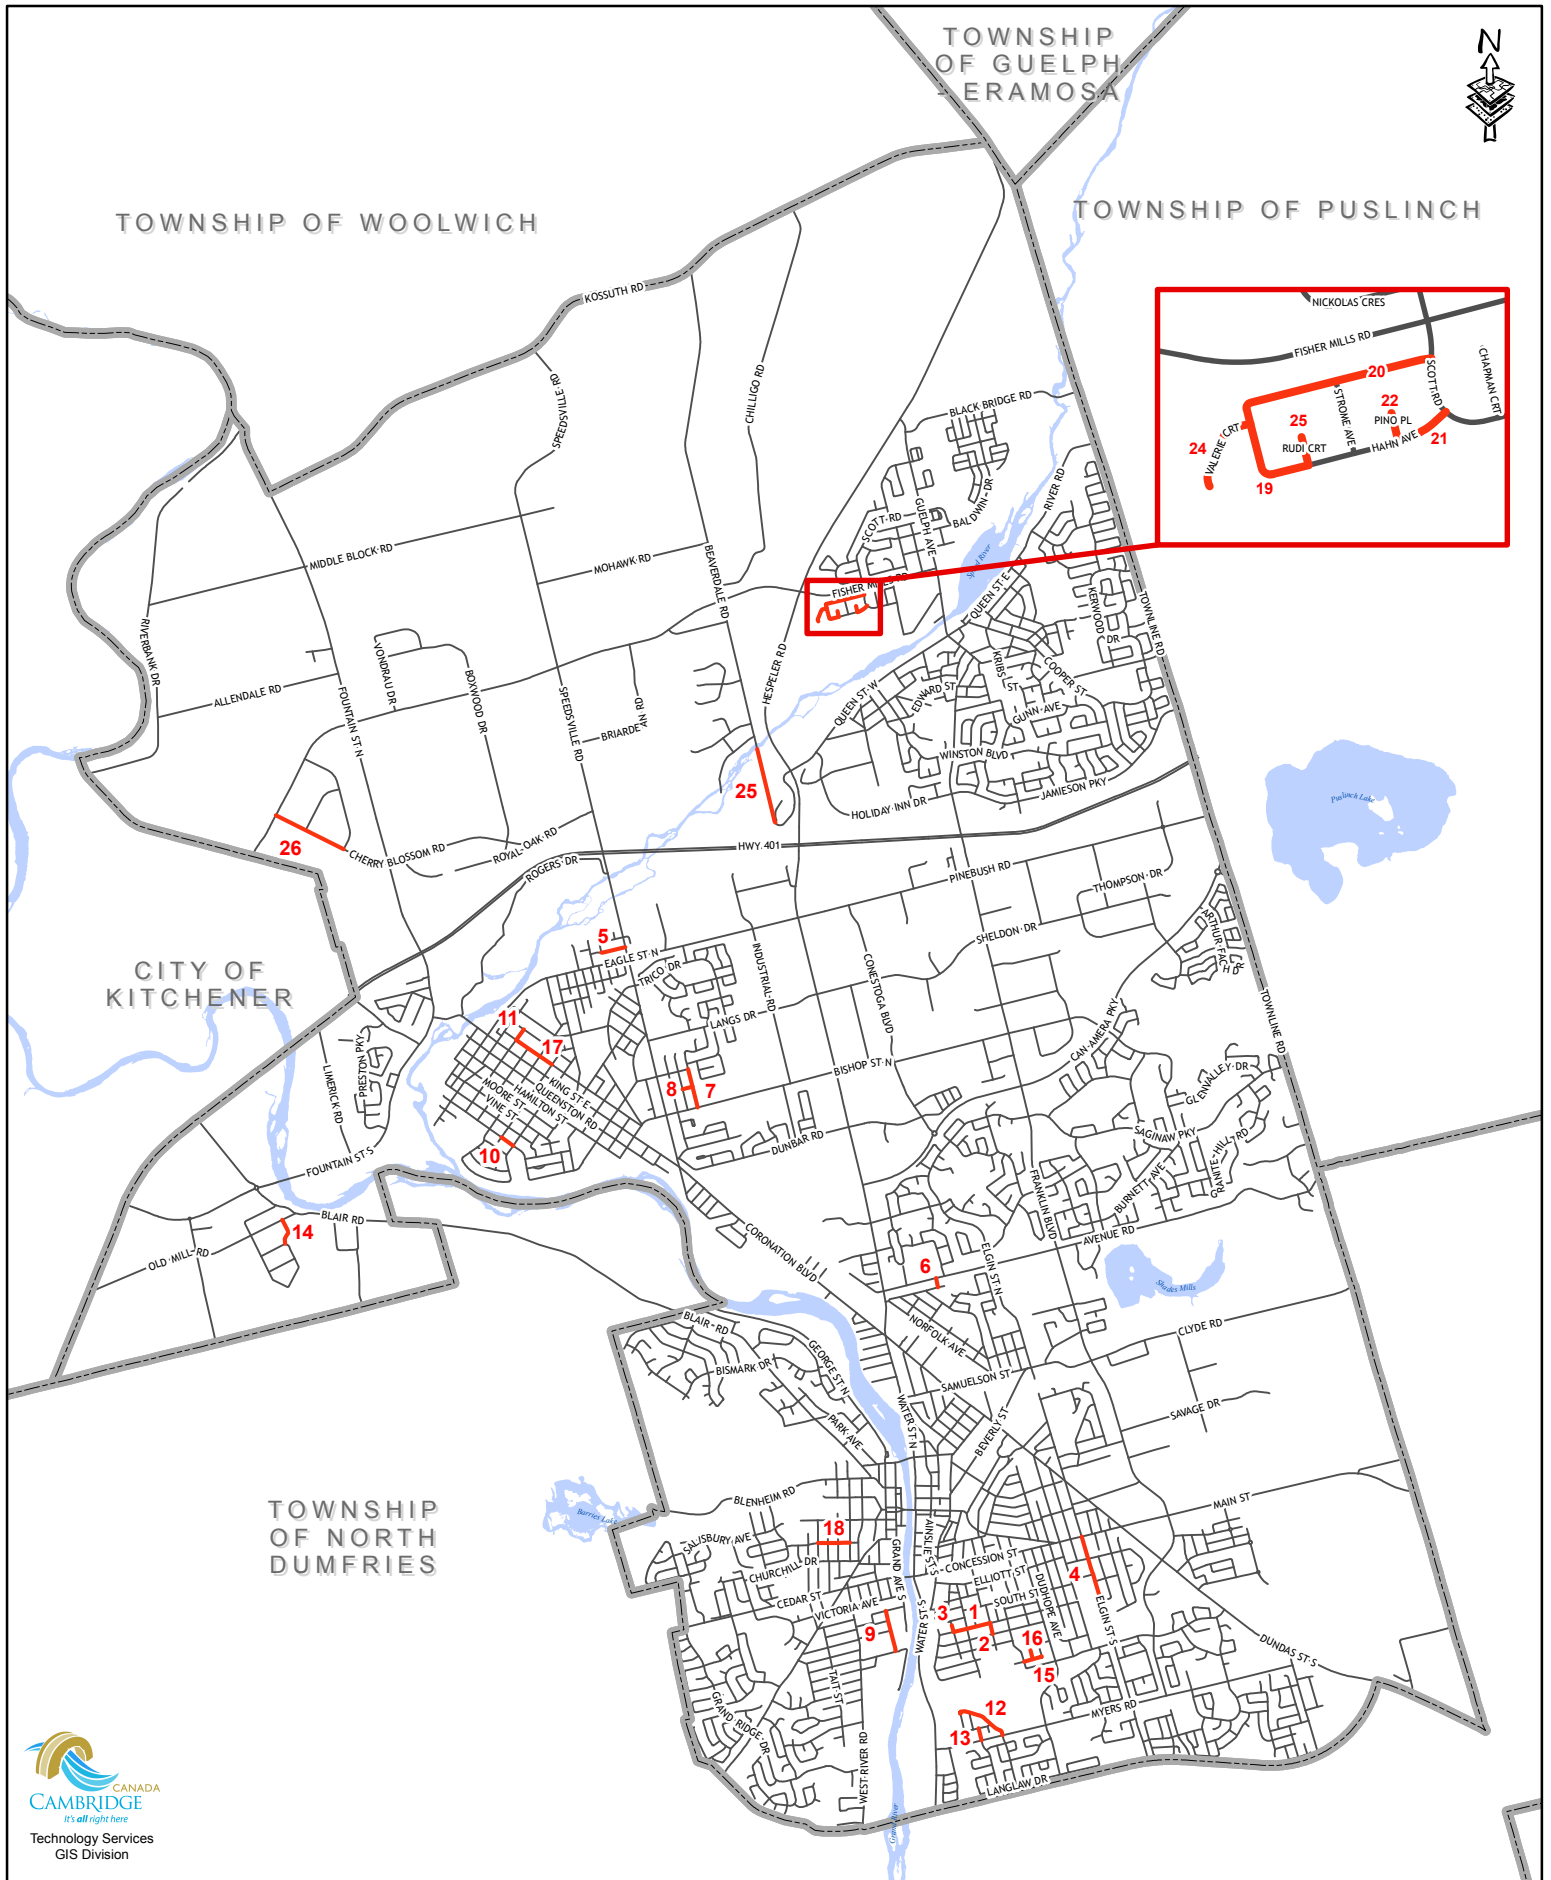 TOWNSHIP
OF GUELPH
- ERAMOSA
N
TOWNSHIP OF WOOLWICH
TOWNSHIP OF PUSLINCH
KOSSUTH RD
NICKOLAS CRES
FISHER MILLS RD
CHAPMAN CRT
SCOTT RD
20
STROME AVE
22
PINO PL
25
RUDI CRT
HAHN AVE
21
VALERIE CRT
24
19
SPEEDSVILLE RD
CHILLIGO RD
BLACK BRIDGE RD
RIVER RD
BALDWIN DR
GUELPH AVE
SCOTT RD
MIDDLE BLOCK RD
MOHAWK RD
BEAVERDALE RD
FISHER MILLS RD
Speed River
QUEEN ST E
KERWOOD DR
TOWNLINE RD
RIVERBANK DR
VONDRAU DR
BOXWOOD DR
HESPELER RD
KRIBS ST
COOPER ST
ALLENDALE RD
FOUNTAIN ST N
SPEEDSVILLE RD
BRIARDEAN RD
QUEEN ST W
EDWARD ST
GUNN AVE
WINSTON BLVD
25
HOLIDAY INN DR
JAMIESON PKY
Puslinch Lake
26
CHERRY BLOSSOM RD
ROYAL OAK RD
ROGERS DR
HWY 401
PINEBUSH RD
THOMPSON DR
5
EAGLE ST N
TRICO DR
INDUSTRIAL RD
CONESTOGA BLVD
SHELDON DR
ARTHUR FACH DR
CITY OF
KITCHENER
TOWNLINE RD
11
17
LANGS DR
BISHOP ST N
CAN-AMERA PKY
LIMERICK RD
PRESTON PKY
KING ST E
QUEENSTON RD
HAMILTON ST
MOORE ST
VINE ST
8
7
GLENVALLEY DR
10
DUNBAR RD
SAGINAW PKY
GRANITE HILL RD
BURNETT AVE
FRANKLIN BLVD
FOUNTAIN ST S
BLAIR RD
14
OLD MILL RD
CORONATION BLVD
AVENUE RD
ELGIN ST N
6
Shades Mills
BLAIR RD
NORFOLK AVE
CLYDE RD
BISMARK DR
GEORGE ST N
SAMUELSON ST
WATER ST N
SAVAGE DR
PARK AVE
BEVERLY ST
TOWNSHIP
OF NORTH
DUMFRIES
Barries Lake
BLENHEIM RD
MAIN ST
18
SALISBURY AVE
CHURCHILL DR
GRAND AVE S
AINSLIE ST S
CONCESSION ST
ELLIOTT ST
SOUTH ST
DUDHOPE AVE
4
CEDAR ST
VICTORIA AVE
ELGIN ST S
9
WATER ST S
3
1
2
16
15
DUNDAS ST S
TAIT ST
GRAND RIDGE DR
WEST RIVER RD
12
13
MYERS RD
LANGLAW DR
Grand River
CANADA
CAMBRIDGE
It's all right here
Technology Services
GIS Division